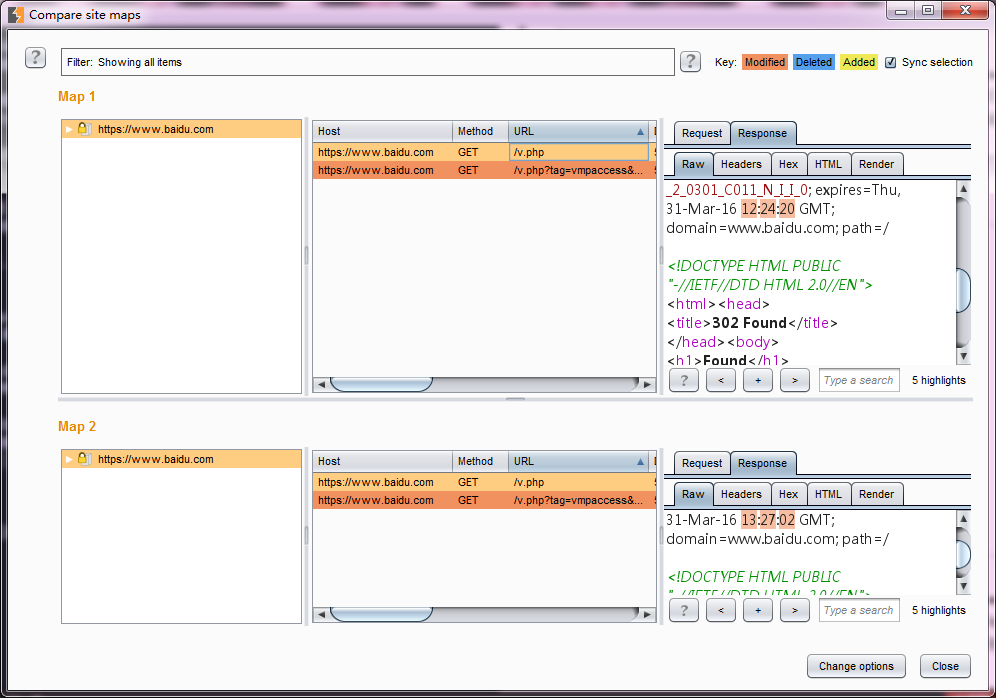 Compare site maps
?
Filter: Showing all items
?
Key: Modified Deleted Added Sync selection
Map 1
https://www.baidu.com
Host Method URL
https://www.baidu.com GET /v.php
https://www.baidu.com GET /v.php?tag=vmpaccess&...
Request Response
Raw Headers Hex HTML Render
_2_0301_C011_N_I_I_0; expires=Thu,
31-Mar-16 12:24:20 GMT;
domain=www.baidu.com; path=/
<!DOCTYPE HTML PUBLIC
"-//IETF//DTD HTML 2.0//EN">
<html><head>
<title>302 Found</title>
</head><body>
<h1>Found</h1>
? < + > Type a search 5 highlights
Map 2
https://www.baidu.com
Host Method URL
https://www.baidu.com GET /v.php
https://www.baidu.com GET /v.php?tag=vmpaccess&...
Request Response
Raw Headers Hex HTML Render
31-Mar-16 13:27:02 GMT;
domain=www.baidu.com; path=/
<!DOCTYPE HTML PUBLIC
"-//IETF//DTD HTML 2.0//EN">
? < + > Type a search 5 highlights
Change options Close